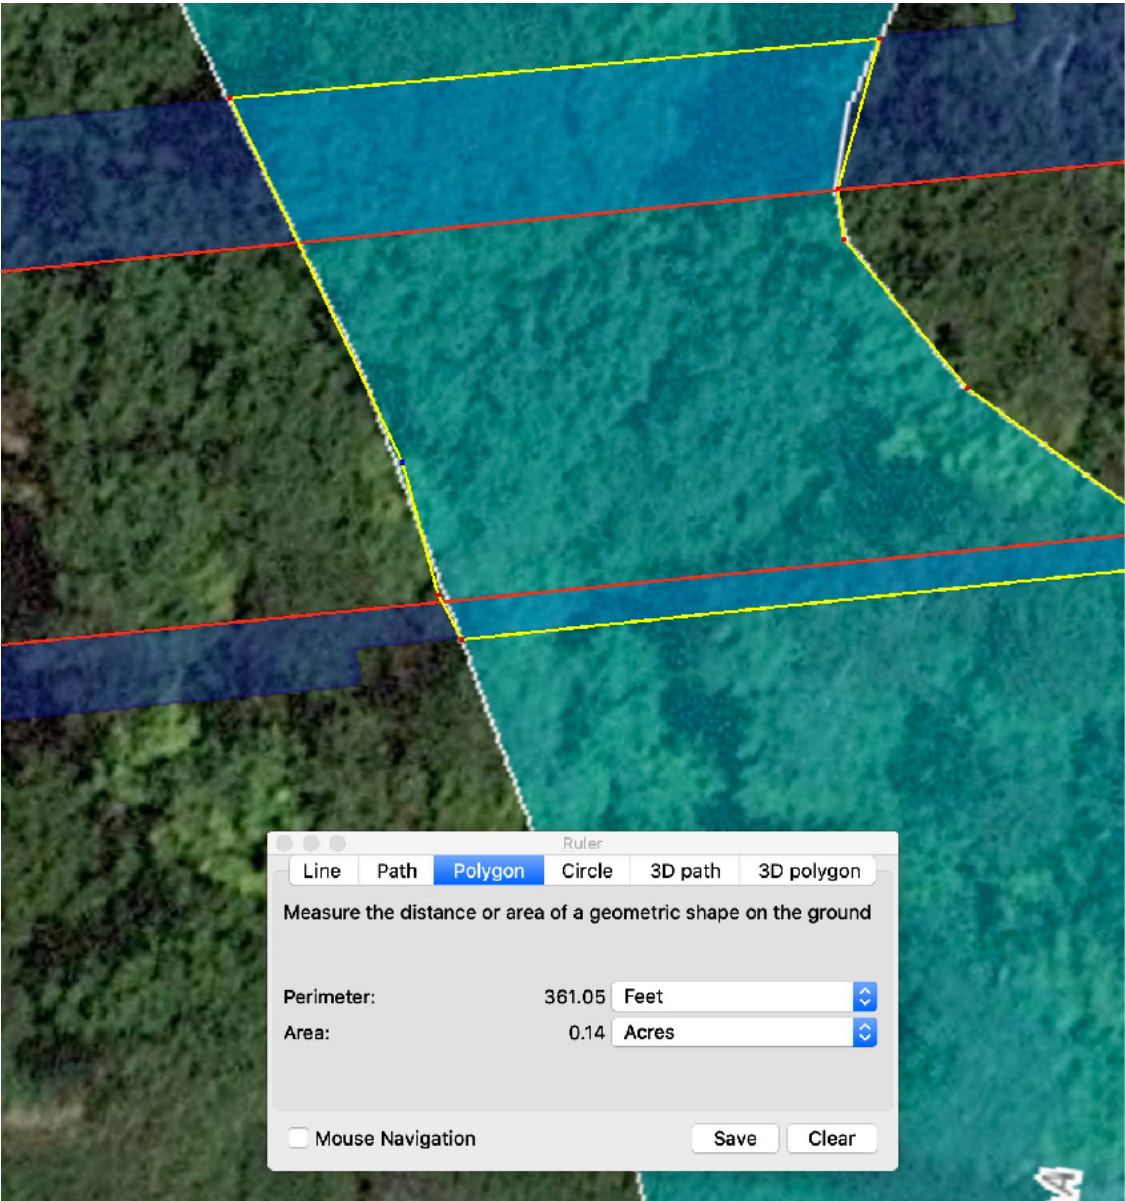 Ruler
Line Path Polygon Circle 3D path 3D polygon
Measure the distance or area of a geometric shape on the ground
Perimeter: 361.05 Feet
Area: 0.14 Acres
Mouse Navigation Save Clear